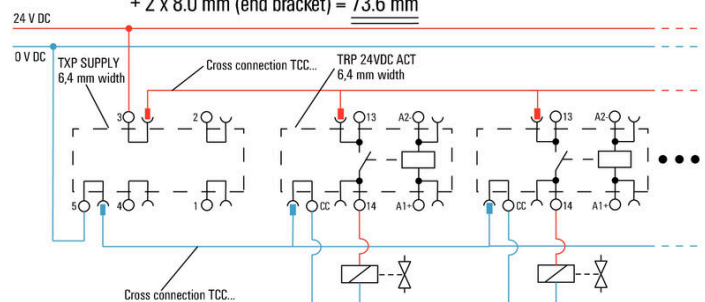 + 2 x 8.0 mm (end bracket) = 73.6 mm
24 V DC
0 V DC
TXP SUPPLY
6,4 mm width
Cross connection TCC...
TRP 24VDC ACT
6,4 mm width
3
2
13
A2-
13
A2-
5
4
1
CC
14
A1+
CC
14
A1+
Cross connection TCC...